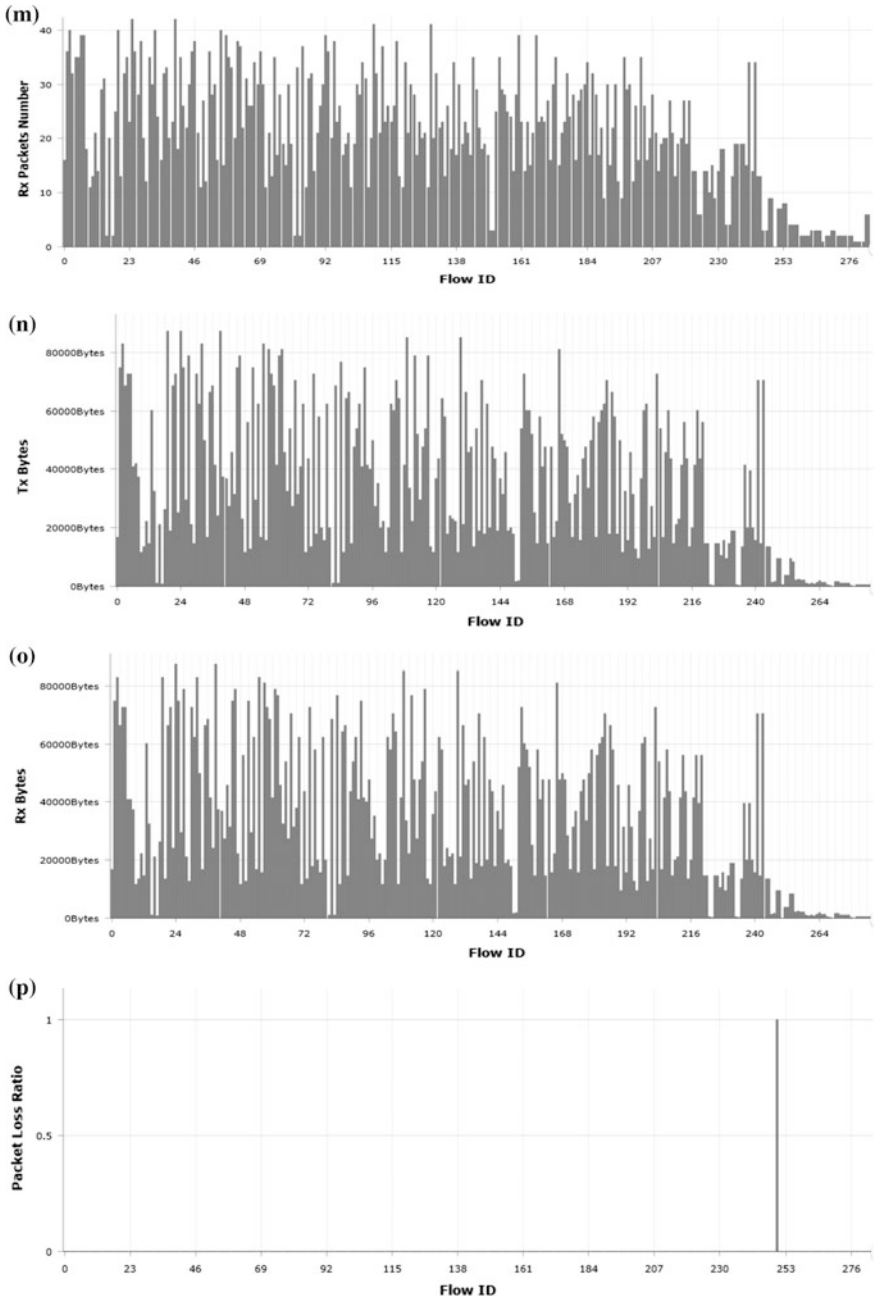 (m)
Rx Packets Number
40
30
20
10
0
0 23 46 69 92 115 138 161 184 207 230 253 276
Flow ID
(n)
Tx Bytes
80000Bytes
60000Bytes
40000Bytes
20000Bytes
0Bytes
0 24 48 72 96 120 144 168 192 216 240 264
Flow ID
(o)
Rx Bytes
80000Bytes
60000Bytes
40000Bytes
20000Bytes
0Bytes
0 24 48 72 96 120 144 168 192 216 240 264
Flow ID
(p)
Packet Loss Ratio
1
0.5
0
0 23 46 69 92 115 138 161 184 207 230 253 276
Flow ID